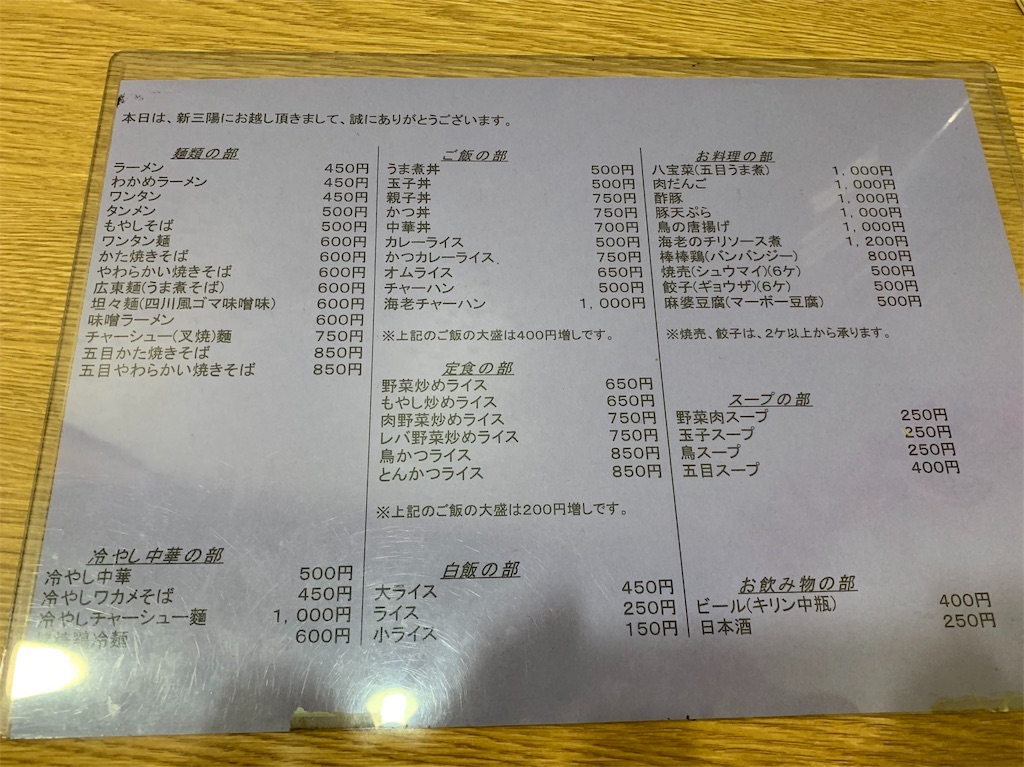 本日は、新三陽にお越し頂きまして、誠にありがとうございます。
麺類の部
ラーメン 450円
わかめラーメン 450円
ワンタン 450円
タンメン 500円
もやしそば 500円
ワンタン麺 600円
かた焼きそば 600円
やわらかい焼きそば 600円
広東麺(うま煮そば) 600円
坦々麺(四川風ゴマ味噌味) 600円
味噌ラーメン 600円
チャーシュー(叉焼)麺 750円
五目かた焼きそば 850円
五目やわらかい焼きそば 850円
冷やし中華の部
冷やし中華 500円
冷やしワカメそば 450円
冷やしチャーシュー麺 1,000円
鶏冷麺 600円
ご飯の部
うま煮丼 500円
玉子丼 500円
親子丼 750円
かつ丼 750円
中華丼 700円
カレーライス 500円
かつカレーライス 750円
オムライス 650円
チャーハン 500円
海老チャーハン 1,000円
※上記のご飯の大盛は400円増しです。
定食の部
野菜炒めライス 650円
もやし炒めライス 650円
肉野菜炒めライス 750円
レバ野菜炒めライス 750円
鳥かつライス 850円
とんかつライス 850円
※上記のご飯の大盛は200円増しです。
白飯の部
大ライス 450円
ライス 250円
小ライス 150円
お料理の部
八宝菜(五目うま煮) 1,000円
肉だんご 1,000円
酢豚 1,000円
豚天ぷら 1,000円
鳥の唐揚げ 1,000円
海老のチリソース煮 1,200円
棒棒鶏(バンバンジー) 800円
焼売(シュウマイ)(6ケ) 500円
餃子(ギョウザ)(6ケ) 500円
麻婆豆腐(マーボー豆腐) 500円
※焼売、餃子は、2ケ以上から承ります。
スープの部
野菜肉スープ 250円
玉子スープ 250円
鳥スープ 250円
五目スープ 400円
お飲み物の部
ビール(キリン中瓶) 400円
日本酒 250円